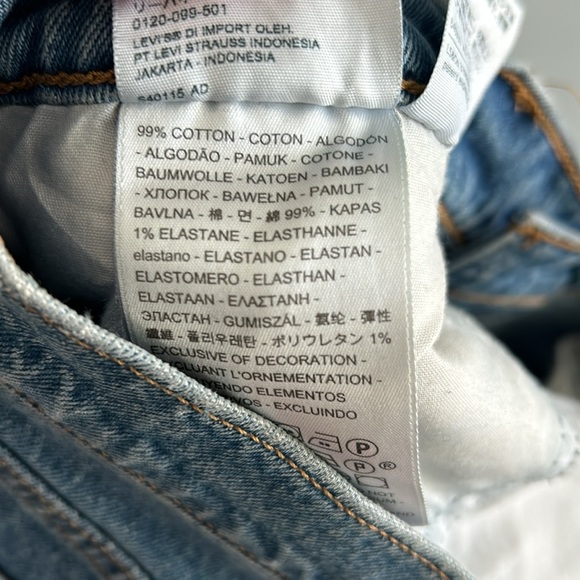 0120-099-501
LEVI'S® DI IMPORT OLEH:
PT LEVI STRAUSS INDONESIA
JAKARTA - INDONESIA
S40115 AD
99% COTTON - COTON - ALGODÓN
- ALGODÃO - PAMUK - COTONE -
BAUMWOLLE - KATOEN - BAMBAKI
- ХЛОПОК - BAWEŁNA - PAMUT -
BAVLNA - 棉 - 면 - 綿 99% - KAPAS
1% ELASTANE - ELASTHANNE -
elastano - ELASTANO - ELASTAN -
ELASTOMERO - ELASTHAN -
ELASTAAN - ΕΛΑΣΤΑΝΗ -
ЭЛАСТАН - GUMISZÁL - 氨纶 - 彈性
纖維 - 폴리우레탄 - ポリウレタン 1%
EXCLUSIVE OF DECORATION -
EXCLUANT L'ORNEMENTATION -
ELEMENTOS
- EXCLUINDO
P
P ®
NOT